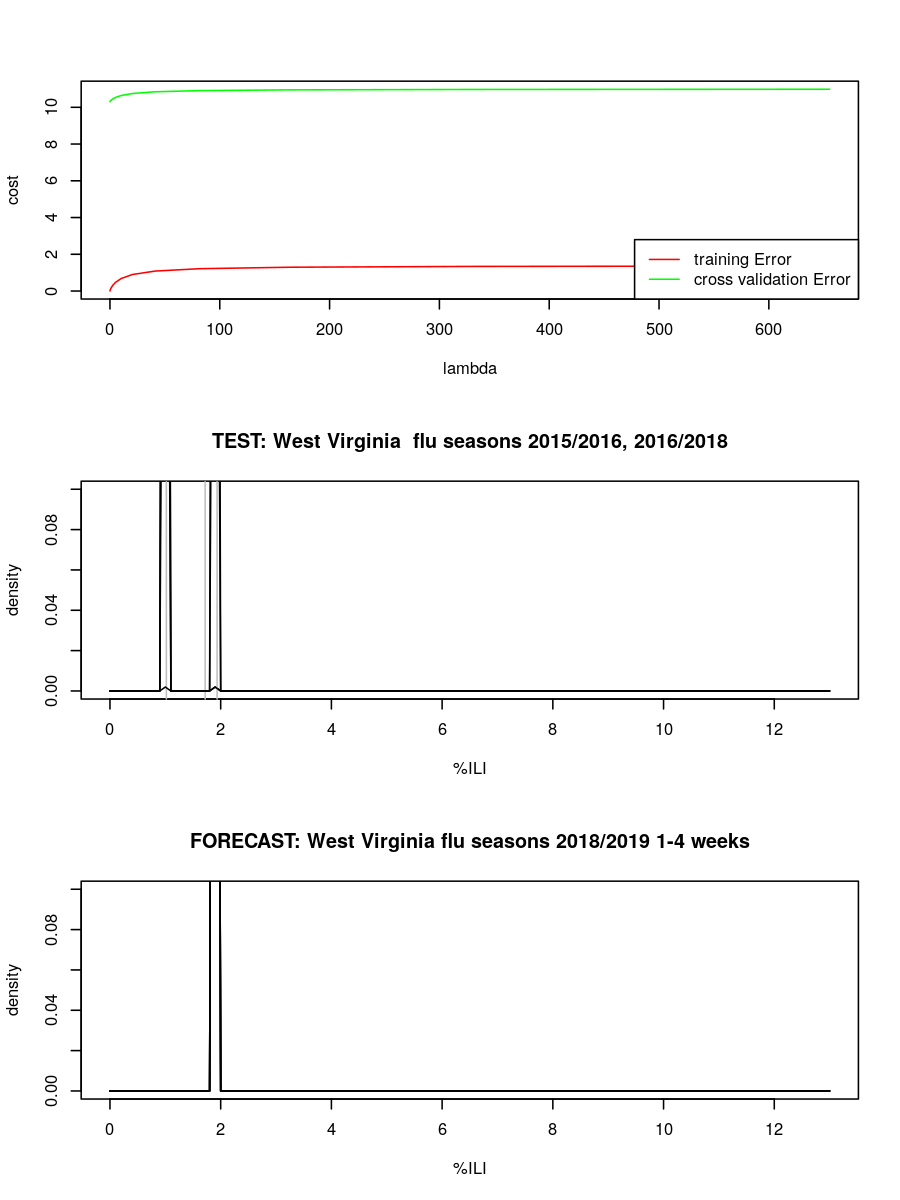 cost
0 2 4 6 8 10
training Error
cross validation Error
0 100 200 300 400 500 600
lambda
TEST: West Virginia  flu seasons 2015/2016, 2016/2018
density
0.00 0.04 0.08
0 2 4 6 8 10 12
%ILI
FORECAST: West Virginia flu seasons 2018/2019 1-4 weeks
density
0.00 0.04 0.08
0 2 4 6 8 10 12
%ILI